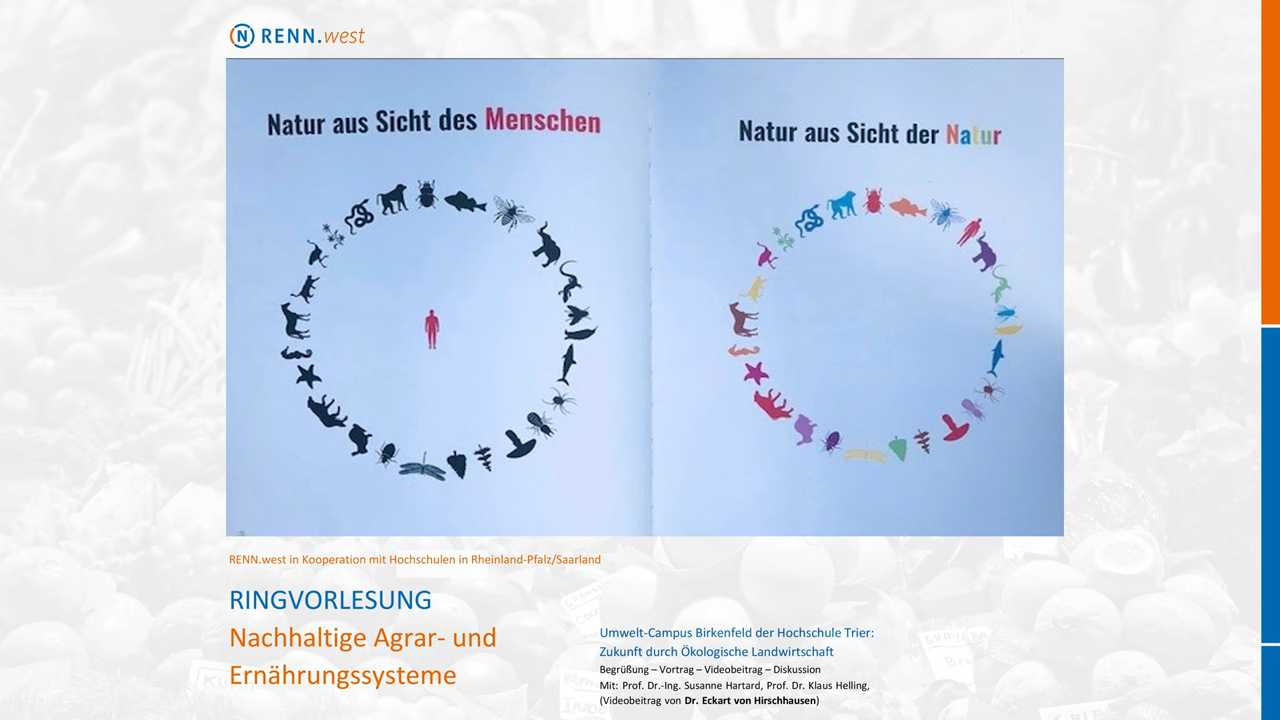 RENN.west
Natur aus Sicht des Menschen
Natur aus Sicht der Natur
RENN.west in Kooperation mit Hochschulen in Rheinland-Pfalz/Saarland
RINGVORLESUNG
Nachhaltige Agrar- und
Ernährungssysteme
Umwelt-Campus Birkenfeld der Hochschule Trier:
Zukunft durch Ökologische Landwirtschaft
Begrüßung – Vortrag – Videobeitrag – Diskussion
Mit: Prof. Dr.-Ing. Susanne Hartard, Prof. Dr. Klaus Helling,
(Videobeitrag von Dr. Eckart von Hirschhausen)